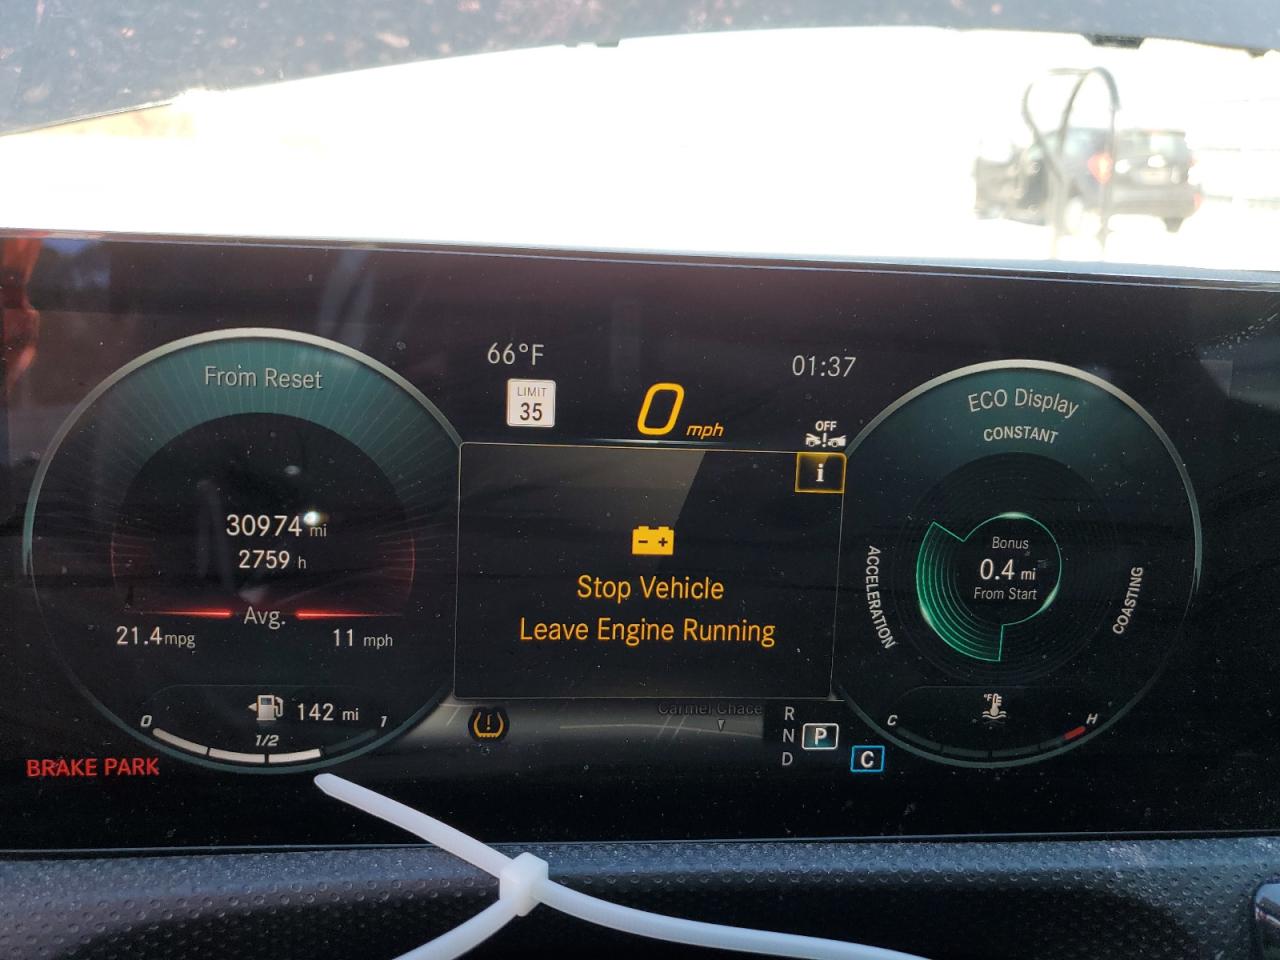 From Reset
30974 mi
2759 h
Avg.
21.4 mpg
11 mph
142 mi
0
1/2
1
BRAKE PARK
66°F
LIMIT
35
0 mph
01:37
OFF
i
- +
Stop Vehicle
Leave Engine Running
Carmel Chace
R
N
P
D
C
ECO Display
CONSTANT
ACCELERATION
Bonus
0.4 mi
From Start
COASTING
°F
C
H